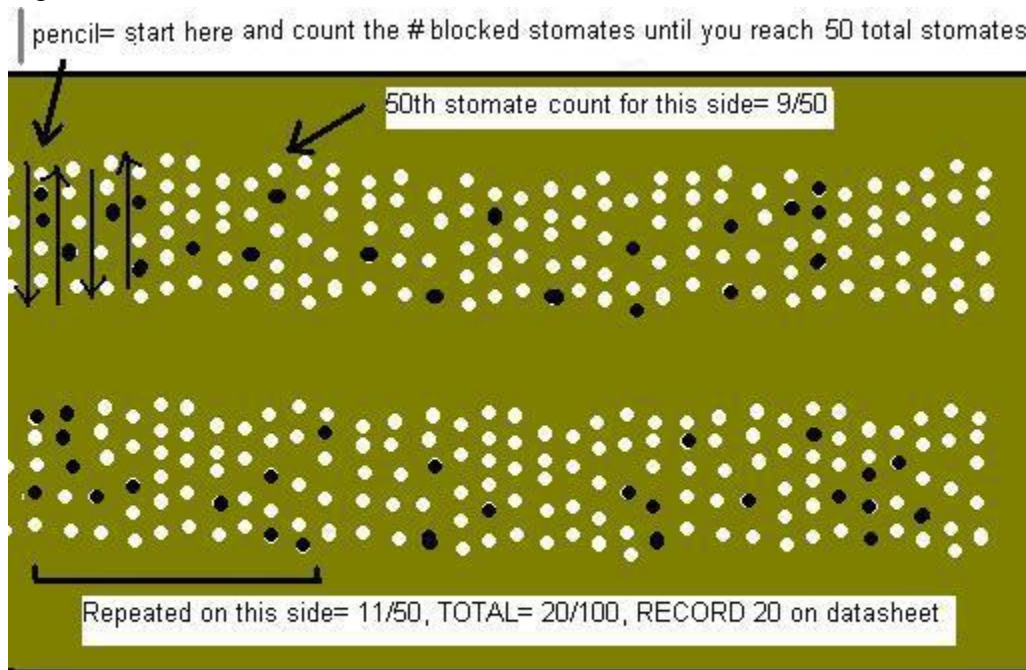 pencil= start here and count the # blocked stomates until you reach 50 total stomates
50th stomate count for this side= 9/50
Repeated on this side= 11/50, TOTAL= 20/100, RECORD 20 on datasheet